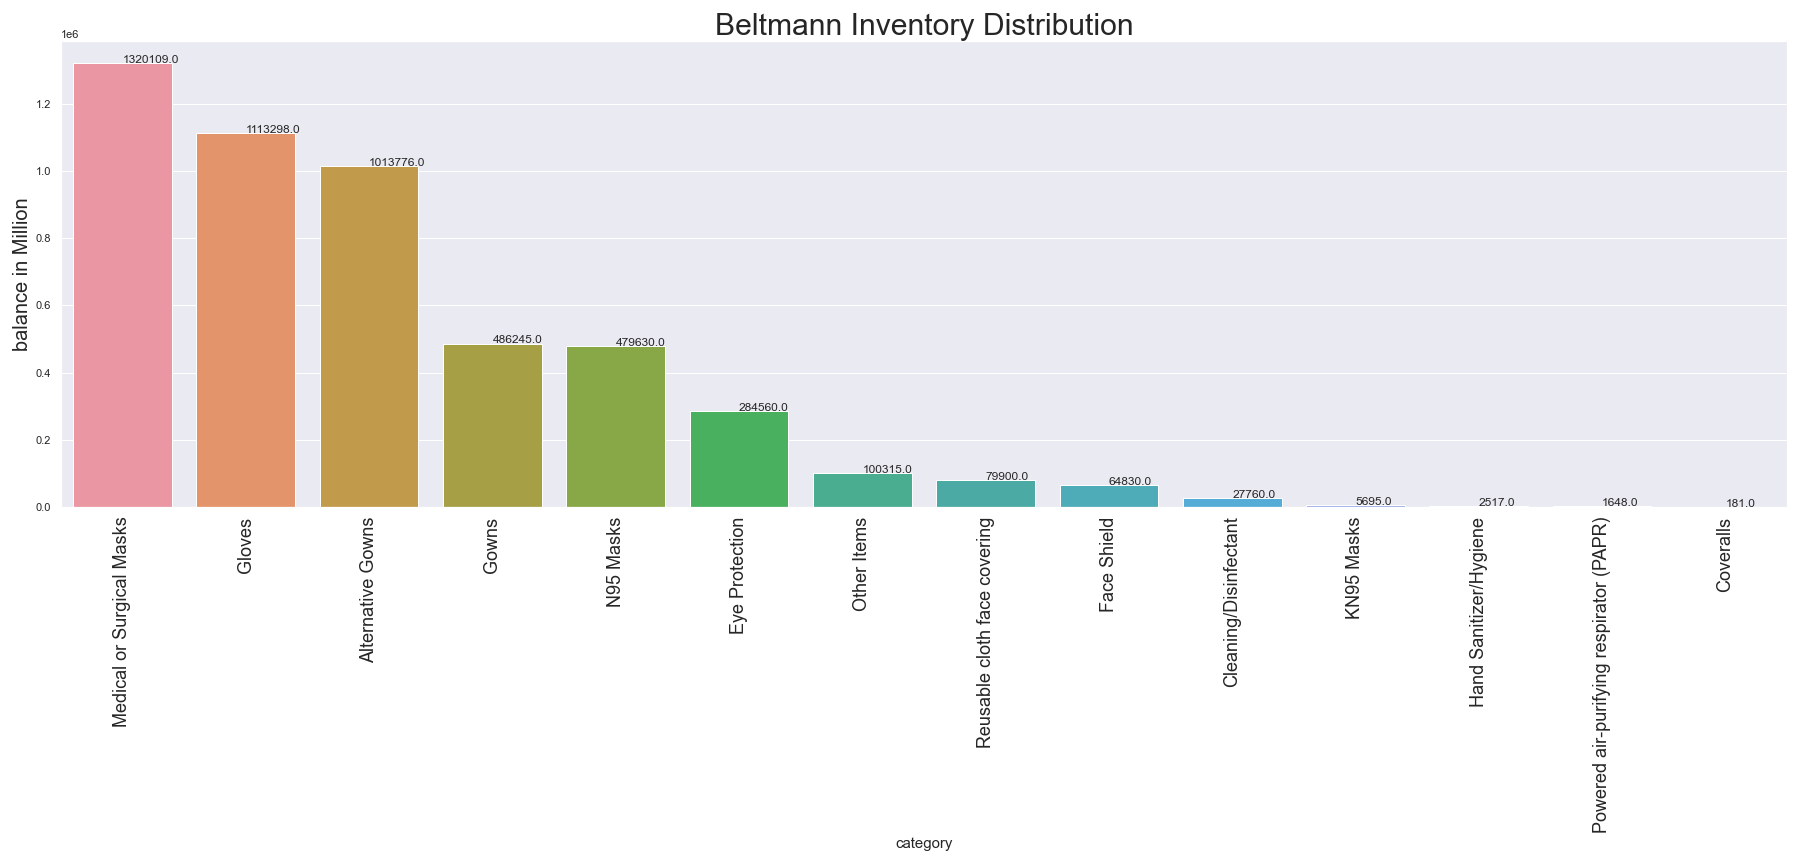 Beltmann Inventory Distribution
1e6
balance in Million
1.2
1.0
0.8
0.6
0.4
0.2
0.0
1320109.0
1113298.0
1013776.0
486245.0
479630.0
284560.0
100315.0
79900.0
64830.0
27760.0
5695.0
2517.0
1648.0
181.0
Medical or Surgical Masks
Gloves
Alternative Gowns
Gowns
N95 Masks
Eye Protection
Other Items
Reusable cloth face covering
Face Shield
Cleaning/Disinfectant
KN95 Masks
Hand Sanitizer/Hygiene
Powered air-purifying respirator (PAPR)
Coveralls
category